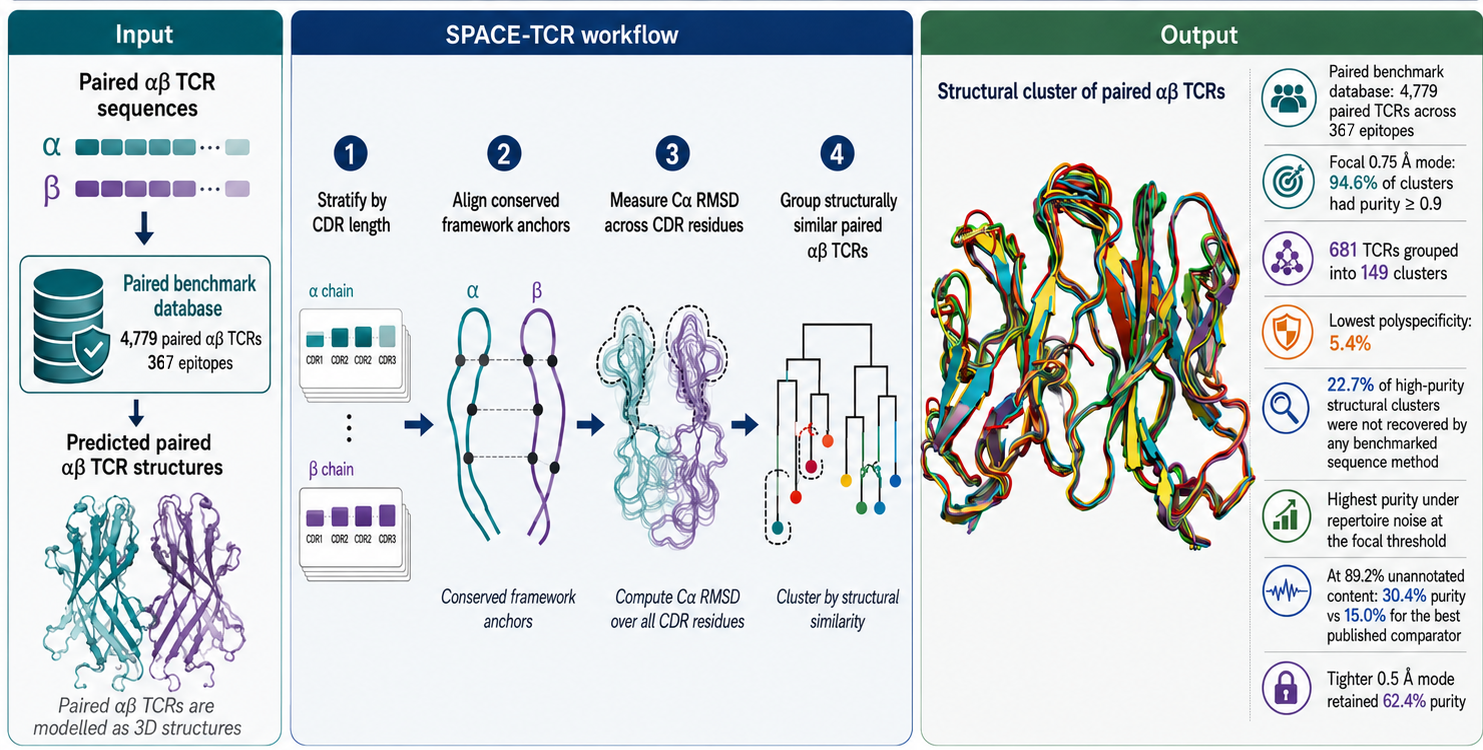 Input
Paired αβ TCR
sequences
α
β
Paired benchmark
database
4,779 paired αβ TCRs
367 epitopes
Predicted paired
αβ TCR structures
Paired αβ TCRs are
modelled as 3D structures
SPACE-TCR workflow
1
Stratify by
CDR length
α chain
CDR1 CDR2 CDR2 CDR3
β chain
CDR1 CDR2 CDR2 CDR3
2
Align conserved
framework anchors
α β
Conserved framework
anchors
3
Measure Cα RMSD
across CDR residues
Compute Cα RMSD
over all CDR residues
4
Group structurally
similar paired
αβ TCRs
Cluster by structural
similarity
Output
Structural cluster of paired αβ TCRs
Paired benchmark
database: 4,779
paired TCRs across
367 epitopes
Focal 0.75 Å mode:
94.6% of clusters
had purity ≥ 0.9
681 TCRs grouped
into 149 clusters
Lowest polyspecificity:
5.4%
22.7% of high-purity
structural clusters
were not recovered by
any benchmarked
sequence method
Highest purity under
repertoire noise at
the focal threshold
At 89.2% unannotated
content: 30.4% purity
vs 15.0% for the best
published comparator
Tighter 0.5 Å mode
retained 62.4% purity